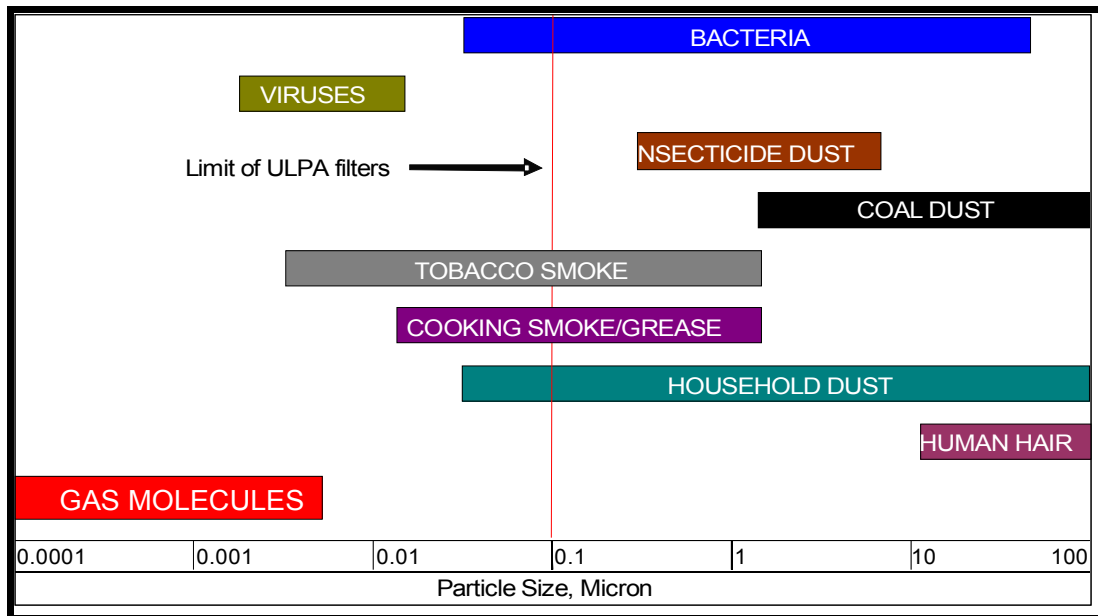 BACTERIA
VIRUSES
NSECTICIDE DUST
Limit of ULPA filters
COAL DUST
TOBACCO SMOKE
COOKING SMOKE/GREASE
HOUSEHOLD DUST
HUMAN HAIR
GAS MOLECULES
0.0001 0.001 0.01 0.1 1 10 100
Particle Size, Micron